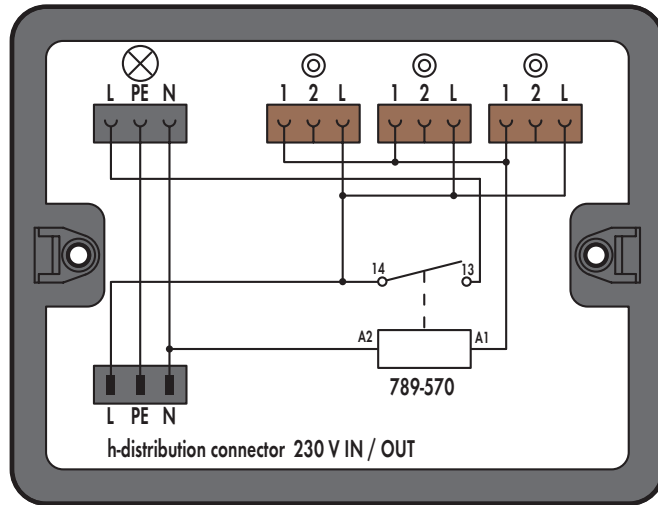 L PE N
1 2 L
1 2 L
1 2 L
14 13
A2 A1
789-570
L PE N
h-distribution connector 230 V IN / OUT